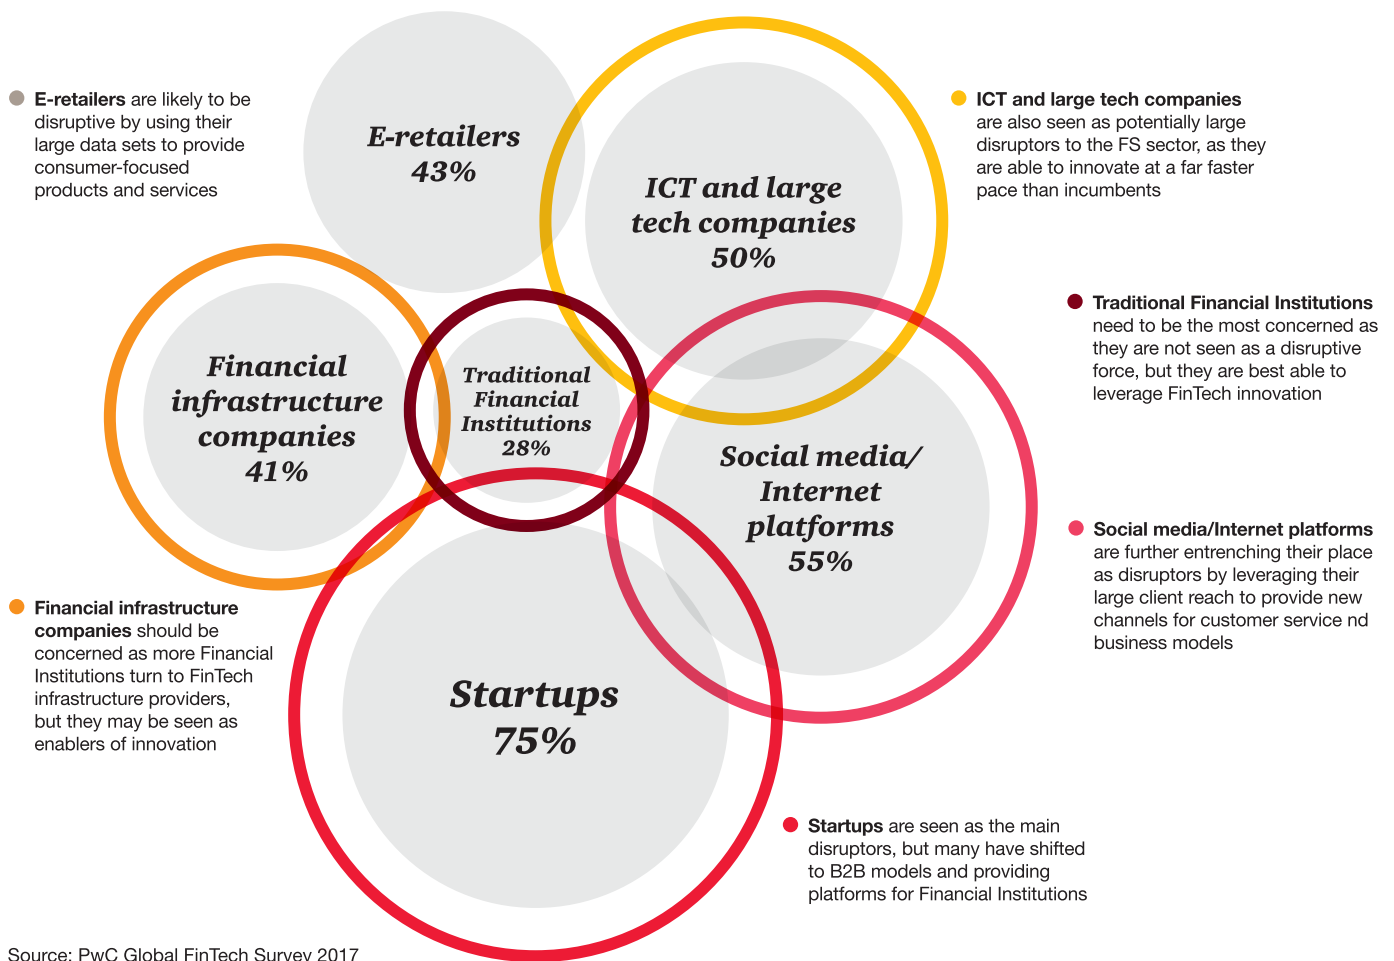 E-retailers are likely to be
disruptive by using their
large data sets to provide
consumer-focused
products and services
E-retailers
43%
ICT and large
tech companies
50%
ICT and large tech companies
are also seen as potentially large
disruptors to the FS sector, as they
are able to innovate at a far faster
pace than incumbents
Financial
infrastructure
companies
41%
Traditional
Financial
Institutions
28%
Traditional Financial Institutions
need to be the most concerned as
they are not seen as a disruptive
force, but they are best able to
leverage FinTech innovation
Social media/
Internet
platforms
55%
Social media/Internet platforms
are further entrenching their place
as disruptors by leveraging their
large client reach to provide new
channels for customer service nd
business models
Financial infrastructure
companies should be
concerned as more Financial
Institutions turn to FinTech
infrastructure providers,
but they may be seen as
enablers of innovation
Startups
75%
Startups are seen as the main
disruptors, but many have shifted
to B2B models and providing
platforms for Financial Institutions
Source: PwC Global FinTech Survey 2017